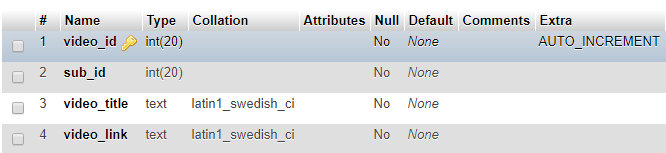 # Name Type Collation Attributes Null Default Comments Extra
1 video_id int(20) No None AUTO_INCREMENT
2 sub_id int(20) No None
3 video_title text latin1_swedish_ci No None
4 video_link text latin1_swedish_ci No None